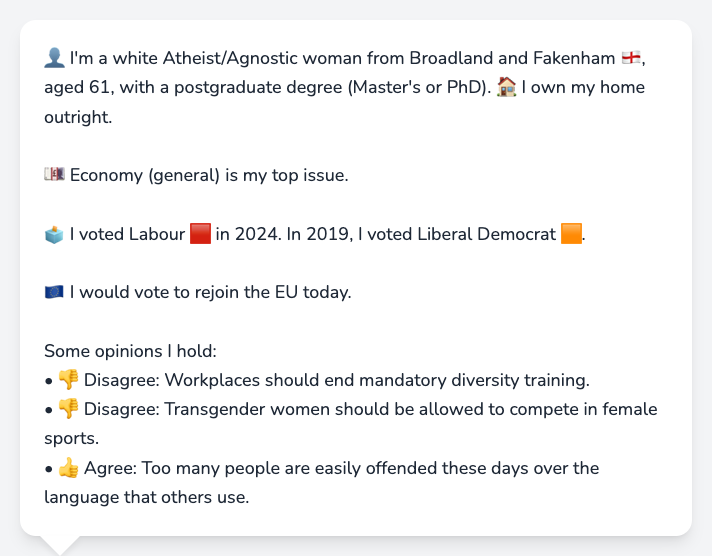 👤 I'm a white Atheist/Agnostic woman from Broadland and Fakenham 🏴󠁧󠁢󠁥󠁮󠁧󠁿,
aged 61, with a postgraduate degree (Master's or PhD). 🏠 I own my home
outright.
💷 Economy (general) is my top issue.
🗳️ I voted Labour 🟥 in 2024. In 2019, I voted Liberal Democrat 🟧.
🇪🇺 I would vote to rejoin the EU today.
Some opinions I hold:
• 👎 Disagree: Workplaces should end mandatory diversity training.
• 👎 Disagree: Transgender women should be allowed to compete in female
sports.
• 👍 Agree: Too many people are easily offended these days over the
language that others use.